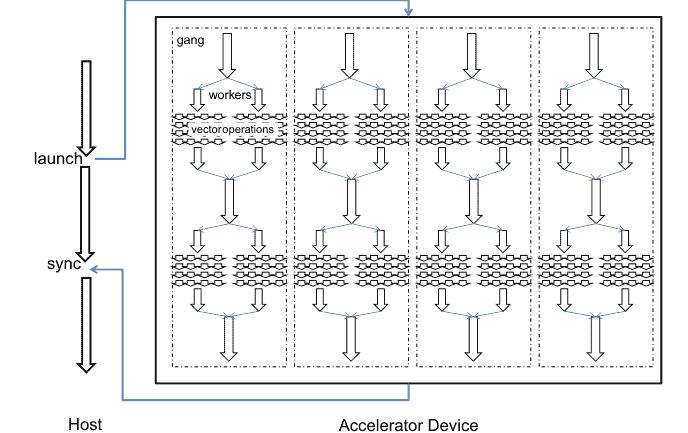 gang
workers
vectoroperations
launch
sync
Host
Accelerator Device